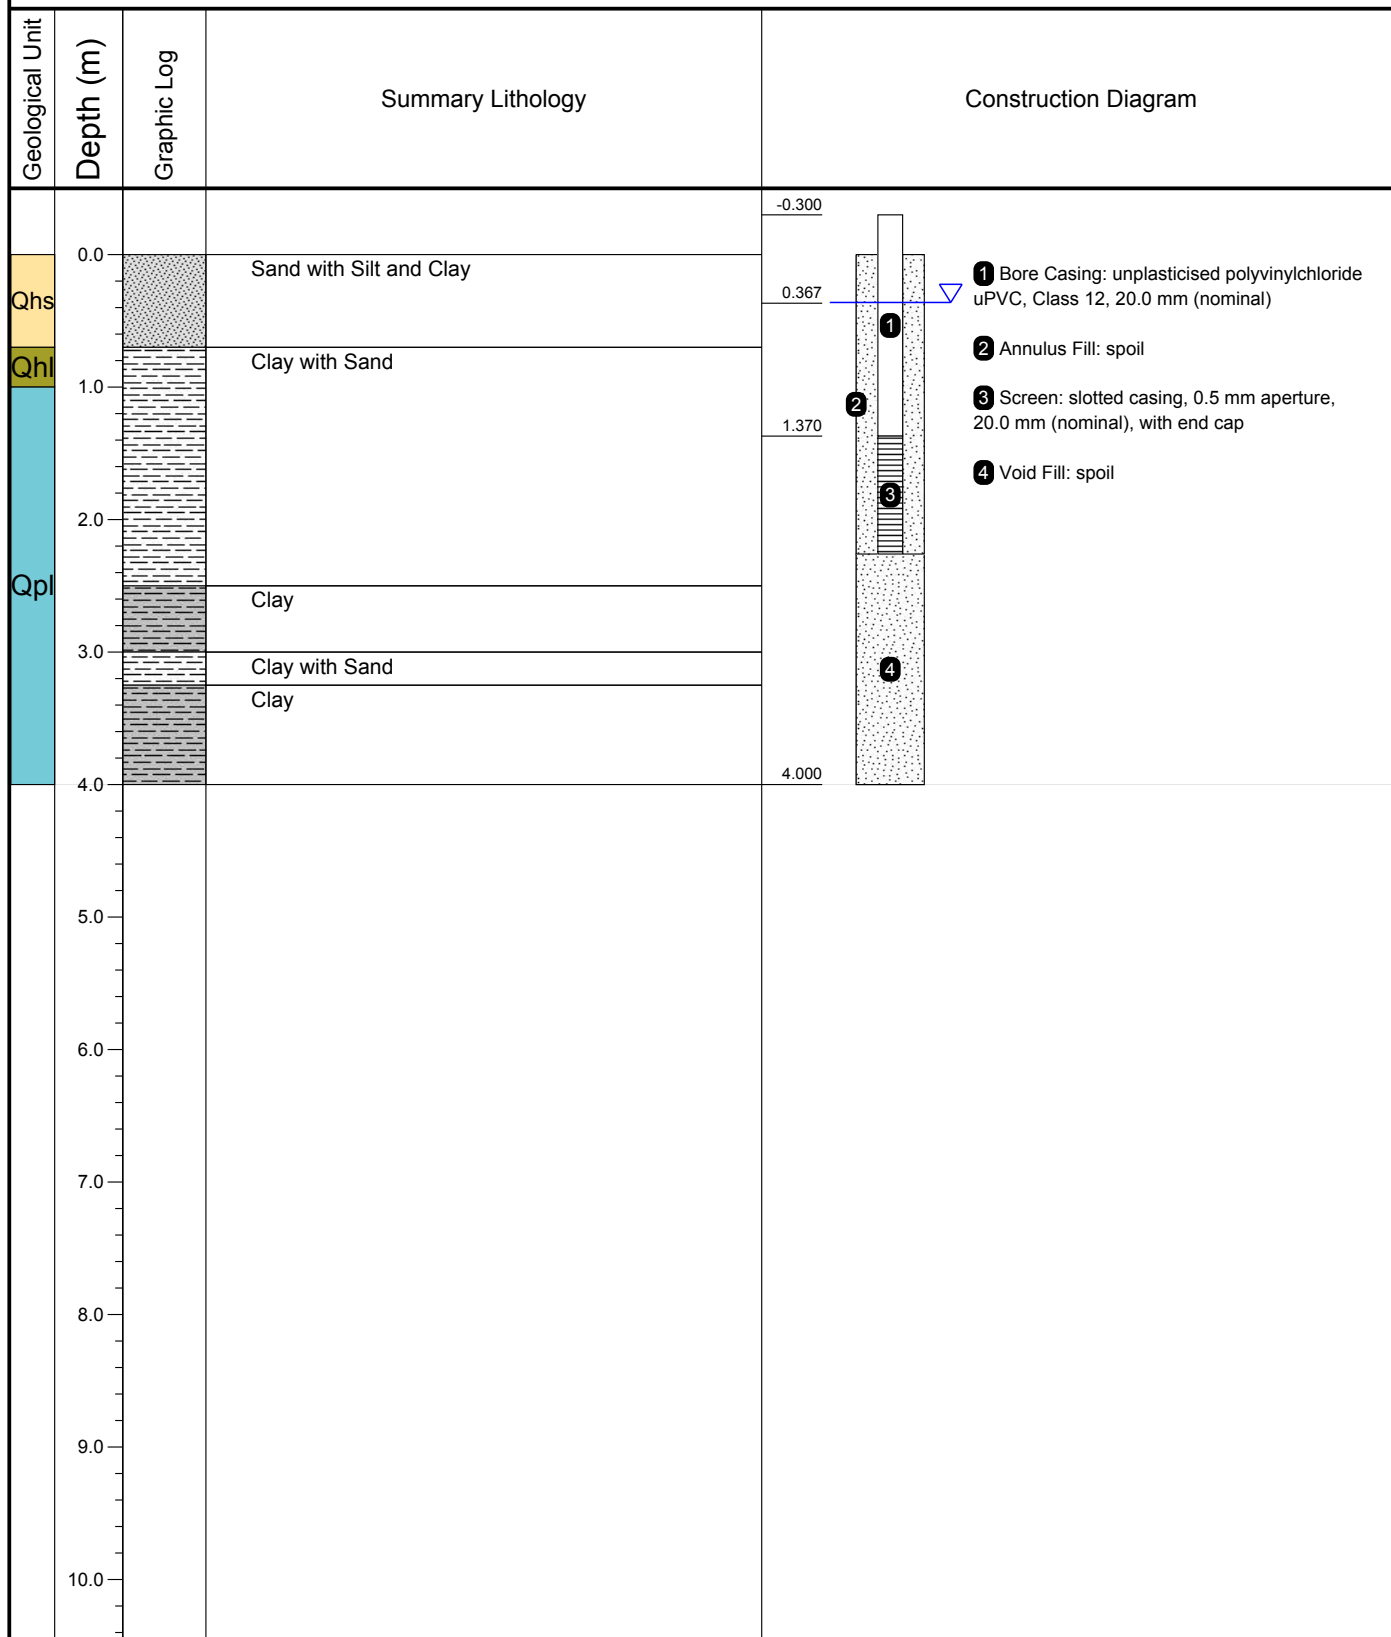 Geological Unit
Depth (m)
Graphic Log
Summary Lithology
Construction Diagram
-0.300
0.0
Sand with Silt and Clay
1 Bore Casing: unplasticised polyvinylchloride
uPVC, Class 12, 20.0 mm (nominal)
Qhs
0.367
1
2 Annulus Fill: spoil
Qhl
Clay with Sand
1.0
2
3 Screen: slotted casing, 0.5 mm aperture,
20.0 mm (nominal), with end cap
1.370
4 Void Fill: spoil
3
2.0
Qpl
Clay
3.0
Clay with Sand
4
Clay
4.0
4.000
5.0
6.0
7.0
8.0
9.0
10.0